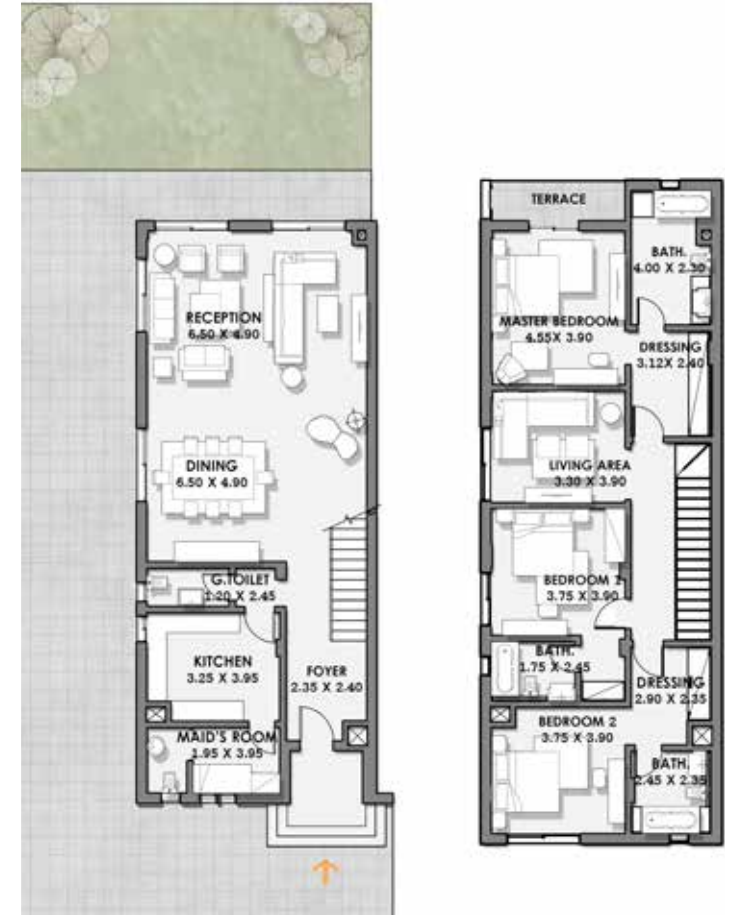 RECEPTION
6.50 X 4.90
DINING
6.50 X 4.90
G.TOILET
1.20 X 2.45
KITCHEN
3.25 X 3.95
FOYER
2.35 X 2.40
MAID'S ROOM
1.95 X 3.95
TERRACE
BATH.
4.00 X 2.30
MASTER BEDROOM
4.55X 3.90
DRESSING
3.12X 2.40
LIVING AREA
3.30 X 3.90
BEDROOM 1
3.75 X 3.90
BATH.
1.75 X 2.45
DRESSING
2.90 X 2.35
BEDROOM 2
3.75 X 3.90
BATH.
2.45 X 2.35